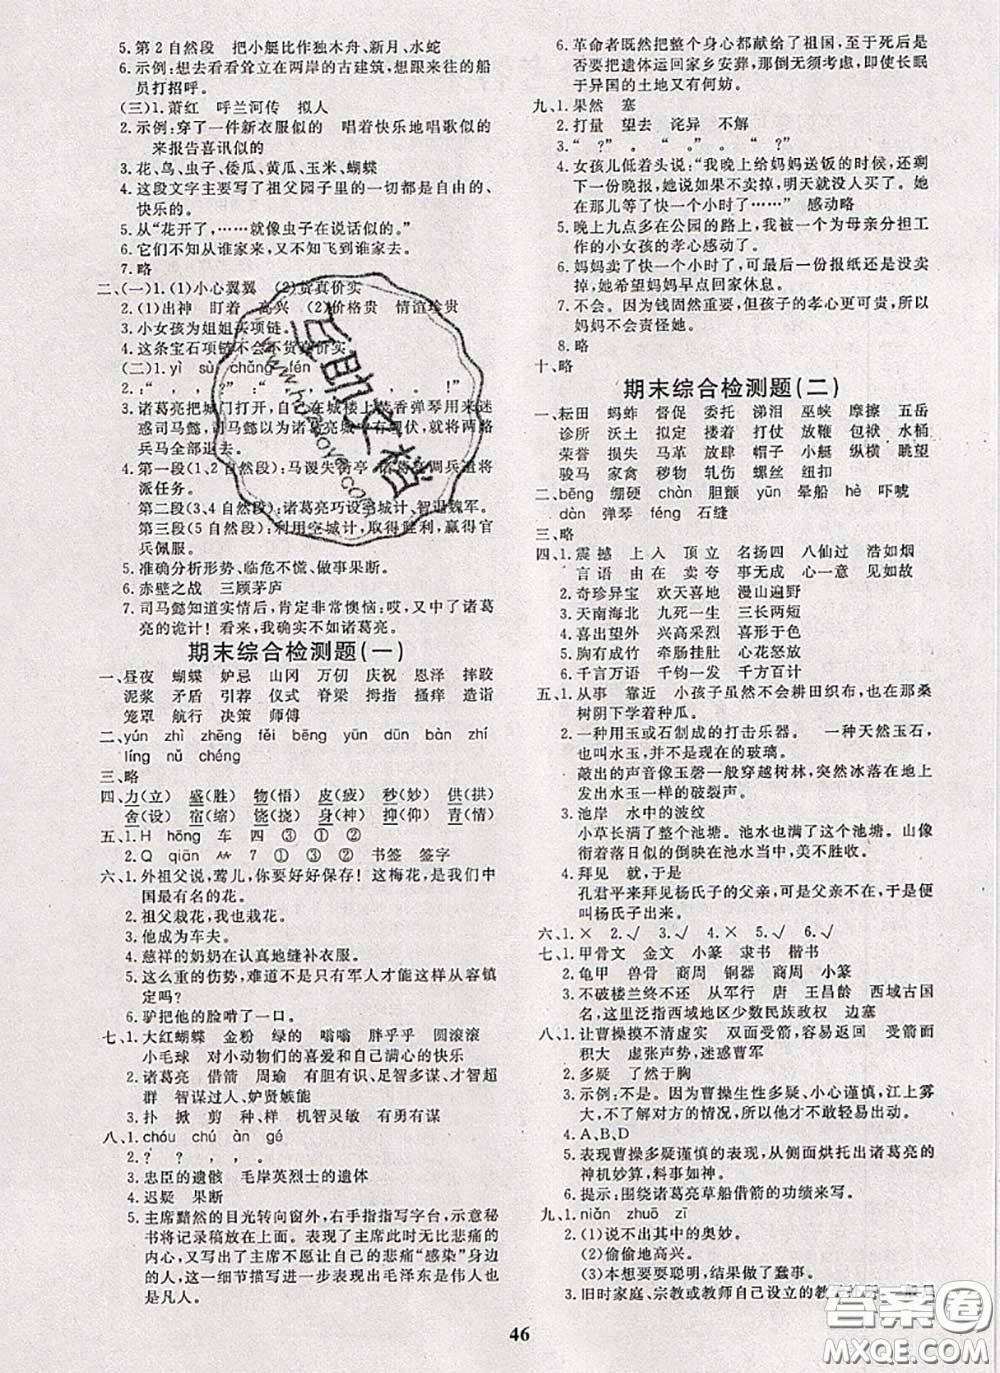 5.第2自然段　把小艇比作独木舟、新月、水蛇
6.示例:想去看看耸立在两岸的古建筑,想去和来往的船
员打招呼。
(三)1.萧红　呼兰河传　拟人
2.示例:穿了一件新衣服似的　唱着快乐地唱歌似的
来报告喜讯似的
3.花、鸟、虫子、倭瓜、黄瓜、玉米、蝴蝶
4.这段文字主要写了祖父园子里的一切都是自由的、
快乐的。
5.从“花开了,……就像虫子在说话似的。”
6.它们不知从谁家来,又不知飞到谁家去。
7.略
二、(一)1.(1)小心翼翼　(2)货真价实
2.(1)出神　盯着　高兴　(2)价格贵　情谊珍贵
3.小女孩为姐姐买项链。
4.这条宝石项链不会不货真价实。
(二)1.yì　sù　chǎng　fén
2.:“　,　,　，　,　!”
3.诸葛亮把城门打开,自己在城楼上焚香弹琴用来迷
惑司马懿,司马懿以为城里有埋伏,就将两路
兵马全部退去。
4.第一段(1、2自然段):马谡失街亭　诸葛亮调兵遣
将派任务。
第二段(3、4自然段):诸葛亮巧设空城计、智退魏军。
第三段(5自然段):利用空城计,取得胜利,赢得官
兵佩服。
5.准确分析形势、临危不慌、做事果断。
6.赤壁之战　三顾茅庐
7.司马懿知道实情后,肯定非常懊恼:哎,又中了诸葛
亮的诡计!看来,我确实不如诸葛亮。
期末综合检测题(一)
一、昼夜　蝴蝶　妒忌　山冈　万仞　庆祝　恩泽　摔跤
泥浆　矛盾　引荐　仪式　脊梁　拇指　搔痒　造诣
笼罩　航行　决策　师傅
二、yún　zhì　zhēng　fěi　bēng　yūn　dūn　bàn　zhí
líng　nǔ　chéng
三、略
四、力(立)　盛(胜)　物(悟)　皮(疲)　秒(妙)　供(拱)
舍(设)　宿(缩)　饶(挠)　身(神)　抑(仰)　青(情)
五、1.H　hōng　车　四　③　①　②
2.Q　qiān　⺮　7　①　③　②　书签　签字
六、1.外祖父说,莺儿,你要好好保存!这梅花,是我们中
国最有名的花。
2.祖父栽花,我也栽花。
3.他成为车夫。
4.慈祥的奶奶在认真地缝补衣服。
5.这么重的伤势,难道不是只有军人才能这样从容镇
定吗?
6.驴把他的脸啃了一口。
七、1.大红蝴蝶　金粉　绿的　嗡嗡　胖乎乎　圆滚滚
小毛球　对小动物们的喜爱和自己满心的快乐
2.诸葛亮　借箭　周瑜　有胆有识、足智多谋、才智超
群　智谋过人、妒贤嫉能
3.扑　掀　剪　种,样　机智灵敏　有勇有谋
八、1.chóu　chú　àn　gé
2.?　?　,　,　。
3.忠臣的遗骸　毛岸英烈士的遗体
4.迟疑　果断
5.主席黯然的目光转向窗外,右手指指写字台,示意秘
书将记录稿放在上面。表现了主席此时无比悲痛的
内心,又写出了主席不愿让自己的悲痛“感染”身边
的人,这一细节描写进一步表现出毛泽东是伟人也
是凡人。
6.革命者既然把整个身心都献给了祖国,至于死后是
否要把遗体运回家乡安葬,那倒无须多虑,即使长眠
于异国的土地又有何妨。
九、1.果然　塞
2.打量　望去　诧异　不解
3.“　?”　“　。”　。“　?”
4.女孩儿低着头说:“我晚上给妈妈送饭的时候,还剩
下一份晚报,她说如果没卖掉,明天就没人要了。她
在那儿多待了一个小时了……”　感动略
5.晚上九点多在公园的路上,我被一个为母亲分担工
作的小女孩的孝心感动了。
6.妈妈卖了快一个小时了,可最后一份报纸还是没卖
掉,她希望妈妈早点回家休息。
7.不会。因为钱固然重要,但孩子的孝心更可贵,所以
妈妈不会责怪她。
8.略
十、略
期末综合检测题(二)
一、耘田　蚂蚱　督促　委托　涕泪　巫峡　摩擦　五岳
诊所　沃土　拟定　搂着　打仗　放鞭　包袱　水桶
荣誉　损失　马革　放肆　帽子　小艇　纵横　眺望
骏马　家禽　秽物　轧伤　螺丝　纽扣
二、bēng　绷硬　chàn　胆颤　yūn　晕船　hè　吓唬
dàn　弹琴　féng　石缝
三、略
四、1.震　撼　上　人　顶　立　名扬四　八仙过　浩如烟
2.言　语　由　在　卖　夸　事无成　心一意　见如故
2.奇珍异宝　欢天喜地　漫山遍野
3.天南海北　九死一生　三长两短
4.喜出望外　兴高采烈　喜形于色
5.胸有成竹　牵肠挂肚　心花怒放
6.千言万语　千钧一发　千方百计
五、1.从事　靠近　小孩子虽然不会耕田织布,也在那桑
树阴下学着种瓜。
2.一种用玉或石制成的打击乐器。　一种天然玉石,
也叫水玉,并不是现在的玻璃。
敲出的声音像玉磬一般穿越树林,突然冰落在地上发
出水玉一样的破裂声。
3.池岸　水中的波纹
小草长满了整个池塘。池水也满了池塘。山像
衔着落日似的倒映在池水当中,美不胜收。
4.拜见　就,于是
孔君平来拜见杨氏子的父亲,可是父亲不在家,于是
便叫杨氏子出来。
六、1.×　2.√　3.√　4.×　5.√　6.√
七、1.甲骨文　金文　小篆　隶书　楷书
2.龟甲　兽骨　商周　铜器　商周　小篆
3.不破楼兰终不还　从军行　唐　王昌龄　西域古国
名,这里泛指西域地区少数民族政权　边塞
八、1.让曹操摸不清虚实　双面受箭,容易返回　受箭面
积大　虚张声势,迷惑曹军
2.多疑　了然于胸
3.示例:不是。因为曹操生性多疑、小心谨慎,江上雾
大,不了解对方的情况,所以他不会轻易出动。
4.A、B、D
5.表现曹操多疑谨慎的性格特点,从侧面烘托出诸葛亮的
神机妙算,料事如神。
6.提示:围绕诸葛亮草船借箭的功绩来写。
九、1.niǎn　zhuō　zī
2.(1)说不出其中的奥妙。
(2)偷偷地高兴。
(3)本想要耍聪明,结果做了蠢事。
3.旧时家庭、宗教或教师自己设立的教
46
答案圈
MXQE.COM